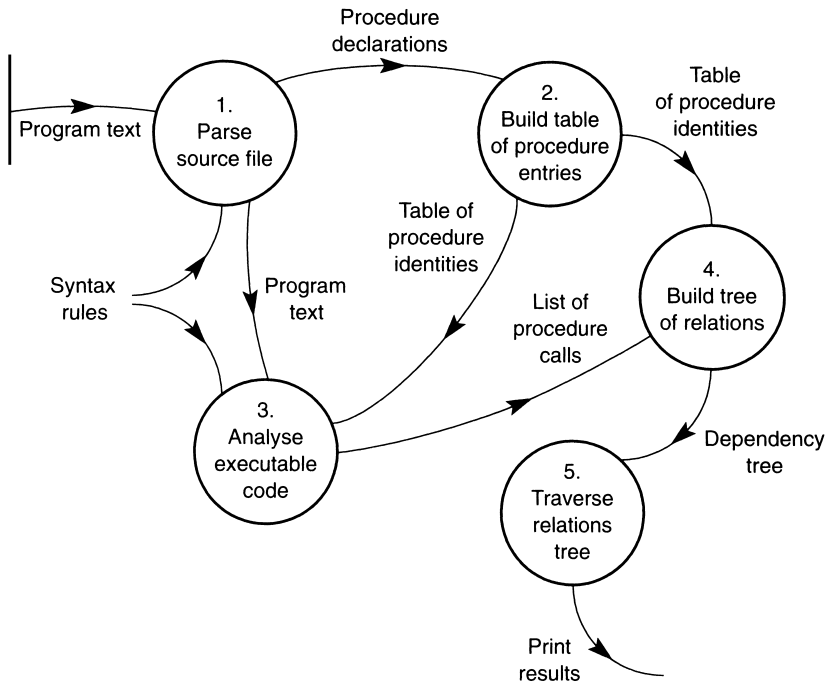 Procedure
declarations
1.
Parse
source file
Program text
2.
Build table
of procedure
entries
Table
of procedure
identities
Table of
procedure
identities
Syntax
rules
Program
text
List of
procedure
calls
4.
Build tree
of relations
3.
Analyse
executable
code
Dependency
tree
5.
Traverse
relations
tree
Print
results